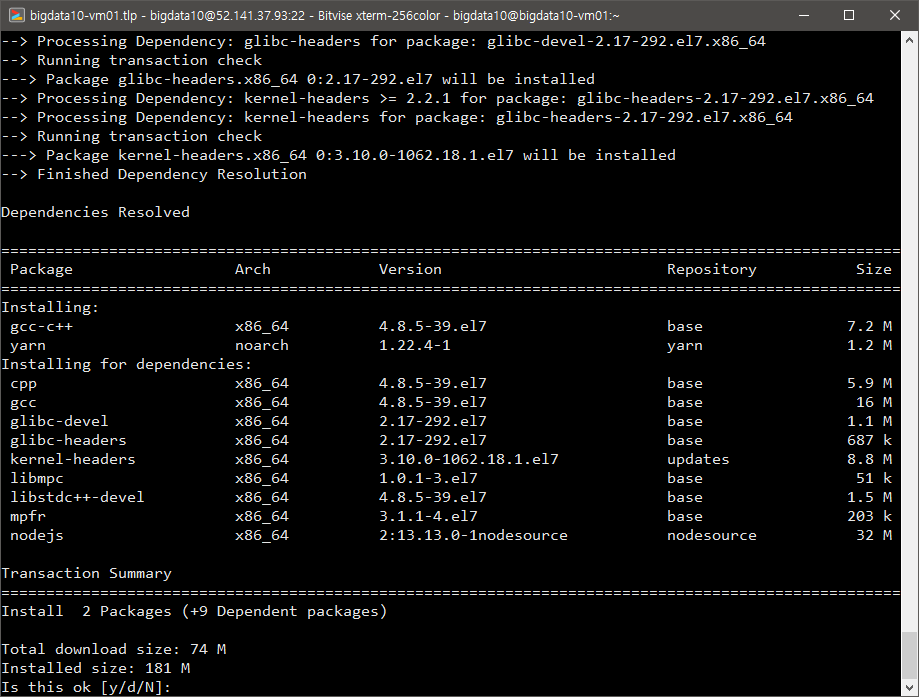 bigdata10-vm01.tlp - bigdata10@52.141.37.93:22 - Bitvise xterm-256color - bigdata10@bigdata10-vm01:~
--> Processing Dependency: glibc-headers for package: glibc-devel-2.17-292.el7.x86_64
--> Running transaction check
---> Package glibc-headers.x86_64 0:2.17-292.el7 will be installed
--> Processing Dependency: kernel-headers >= 2.2.1 for package: glibc-headers-2.17-292.el7.x86_64
--> Processing Dependency: kernel-headers for package: glibc-headers-2.17-292.el7.x86_64
--> Running transaction check
---> Package kernel-headers.x86_64 0:3.10.0-1062.18.1.el7 will be installed
--> Finished Dependency Resolution
Dependencies Resolved
====================================================================================================
Package Arch Version Repository Size
====================================================================================================
Installing:
gcc-c++ x86_64 4.8.5-39.el7 base 7.2 M
yarn noarch 1.22.4-1 yarn 1.2 M
Installing for dependencies:
cpp x86_64 4.8.5-39.el7 base 5.9 M
gcc x86_64 4.8.5-39.el7 base 16 M
glibc-devel x86_64 2.17-292.el7 base 1.1 M
glibc-headers x86_64 2.17-292.el7 base 687 k
kernel-headers x86_64 3.10.0-1062.18.1.el7 updates 8.8 M
libmpc x86_64 1.0.1-3.el7 base 51 k
libstdc++-devel x86_64 4.8.5-39.el7 base 1.5 M
mpfr x86_64 3.1.1-4.el7 base 203 k
nodejs x86_64 2:13.13.0-1nodesource nodesource 32 M
Transaction Summary
====================================================================================================
Install 2 Packages (+9 Dependent packages)
Total download size: 74 M
Installed size: 181 M
Is this ok [y/d/N]: